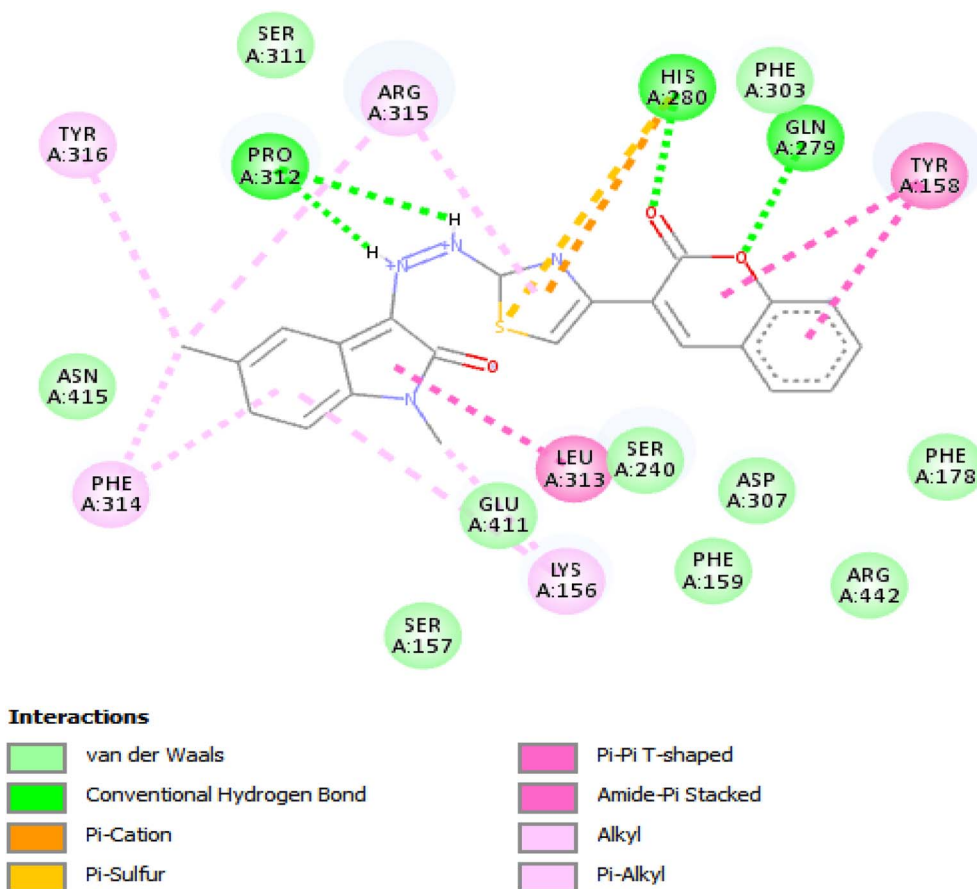 SER
A:311
ARG
A:315
HIS
A:280
PHE
A:303
GLN
A:279
TYR
A:316
PRO
A:312
TYR
A:158
H
H
N
+
N
+
N
O
O
S
O
N
ASN
A:415
PHE
A:314
LEU
A:313
SER
A:240
GLU
A:411
ASP
A:307
PHE
A:178
LYS
A:156
PHE
A:159
ARG
A:442
SER
A:157
Interactions
van der Waals
Conventional Hydrogen Bond
Pi-Cation
Pi-Sulfur
Pi-Pi T-shaped
Amide-Pi Stacked
Alkyl
Pi-Alkyl